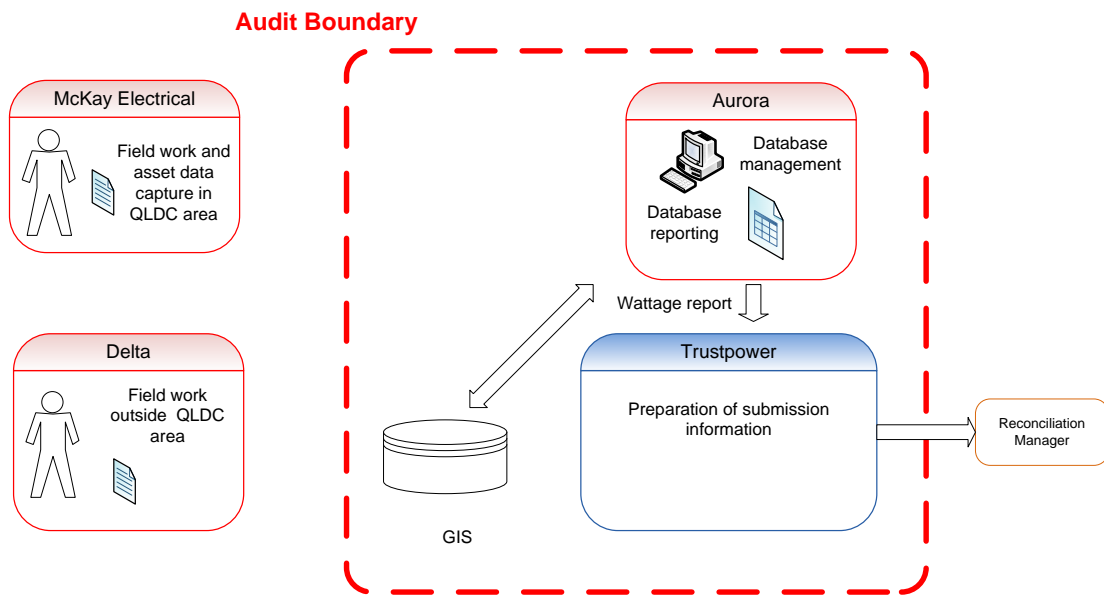 Audit Boundary
McKay Electrical
Field work and
asset data
capture in
QLDC area
Aurora
Database
management
Database
reporting
Wattage report
Delta
Field work
outside QLDC
area
Trustpower
Preparation of submission
information
Reconciliation
Manager
GIS